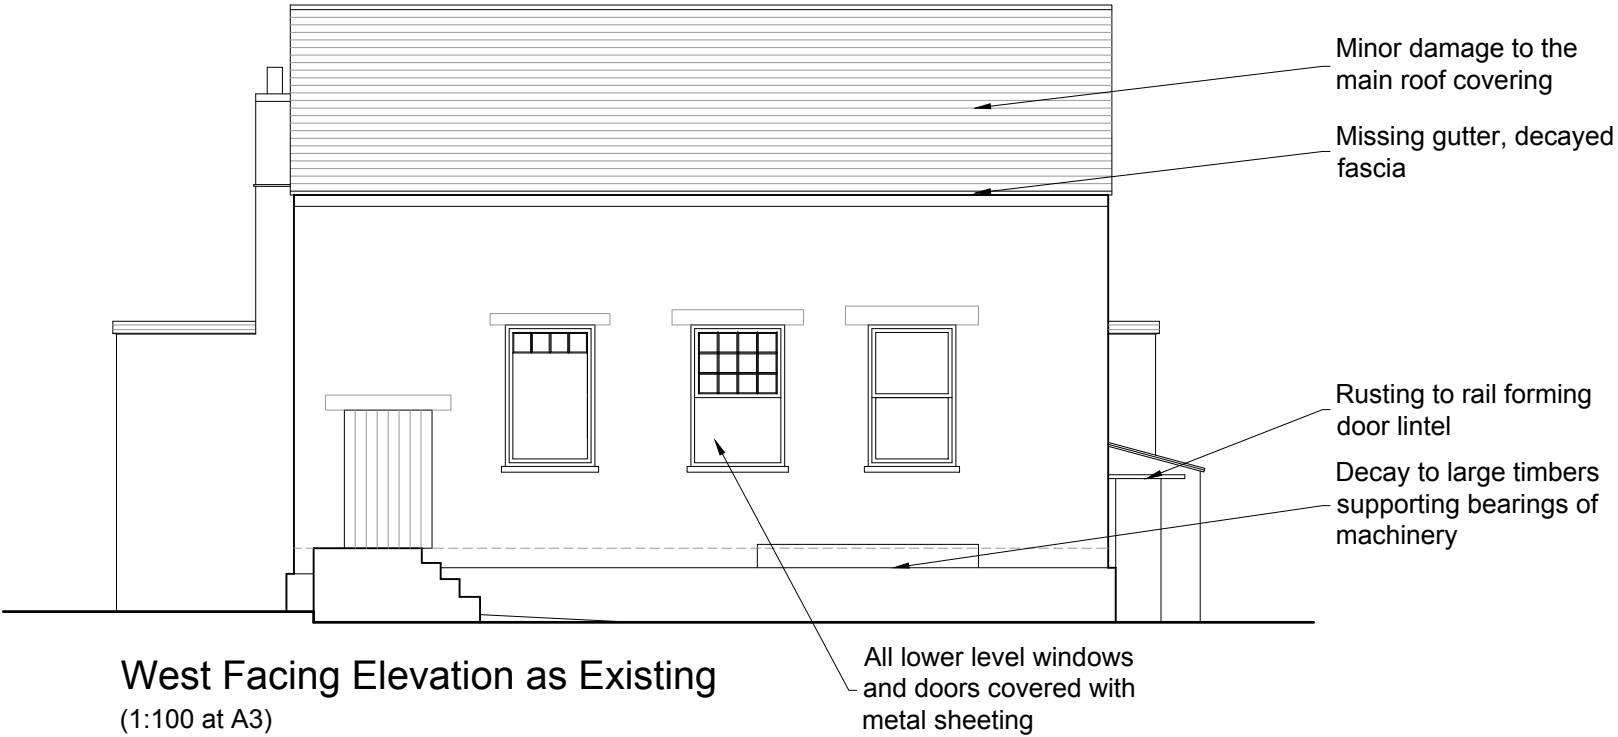 Minor damage to the
main roof covering
Missing gutter, decayed
fascia
Rusting to rail forming
door lintel
Decay to large timbers
supporting bearings of
machinery
All lower level windows
and doors covered with
metal sheeting
West Facing Elevation as Existing
(1:100 at A3)